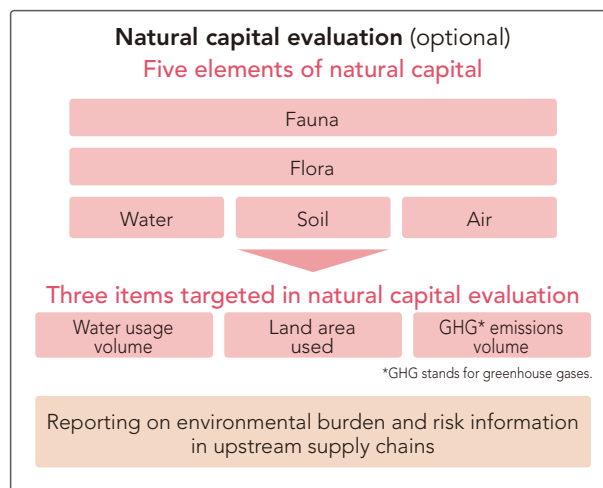 Natural capital evaluation (optional)
Five elements of natural capital
Fauna
Flora
Water
Soil
Air
Three items targeted in natural capital evaluation
Water usage
volume
Land area
used
GHG* emissions
volume
*GHG stands for greenhouse gases.
Reporting on environmental burden and risk information
in upstream supply chains